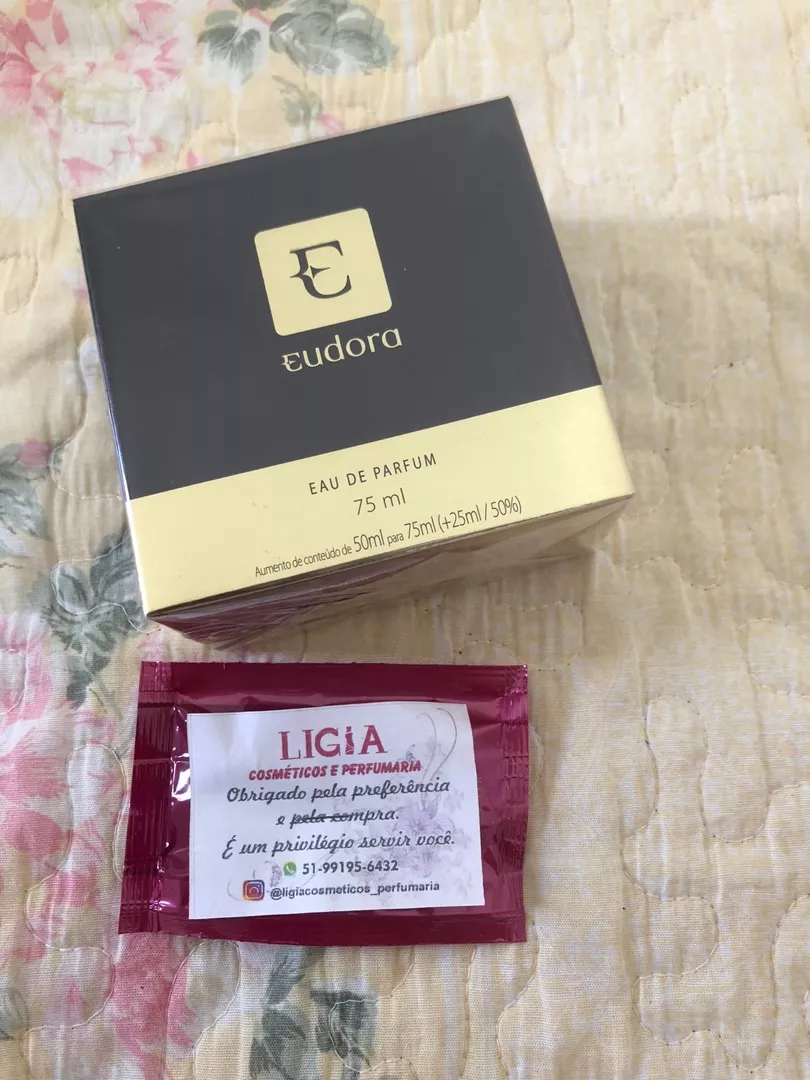 E
Eudora
EAU DE PARFUM
75 ml
Aumento de conteúdo de 50ml para 75ml (+25ml / 50%)
LIGIA
COSMÉTICOS E PERFUMARIA
Obrigado pela preferência
e pela compra.
É um privilégio servir você.
51-99195-6432
@ligiacosmeticos_perfumaria